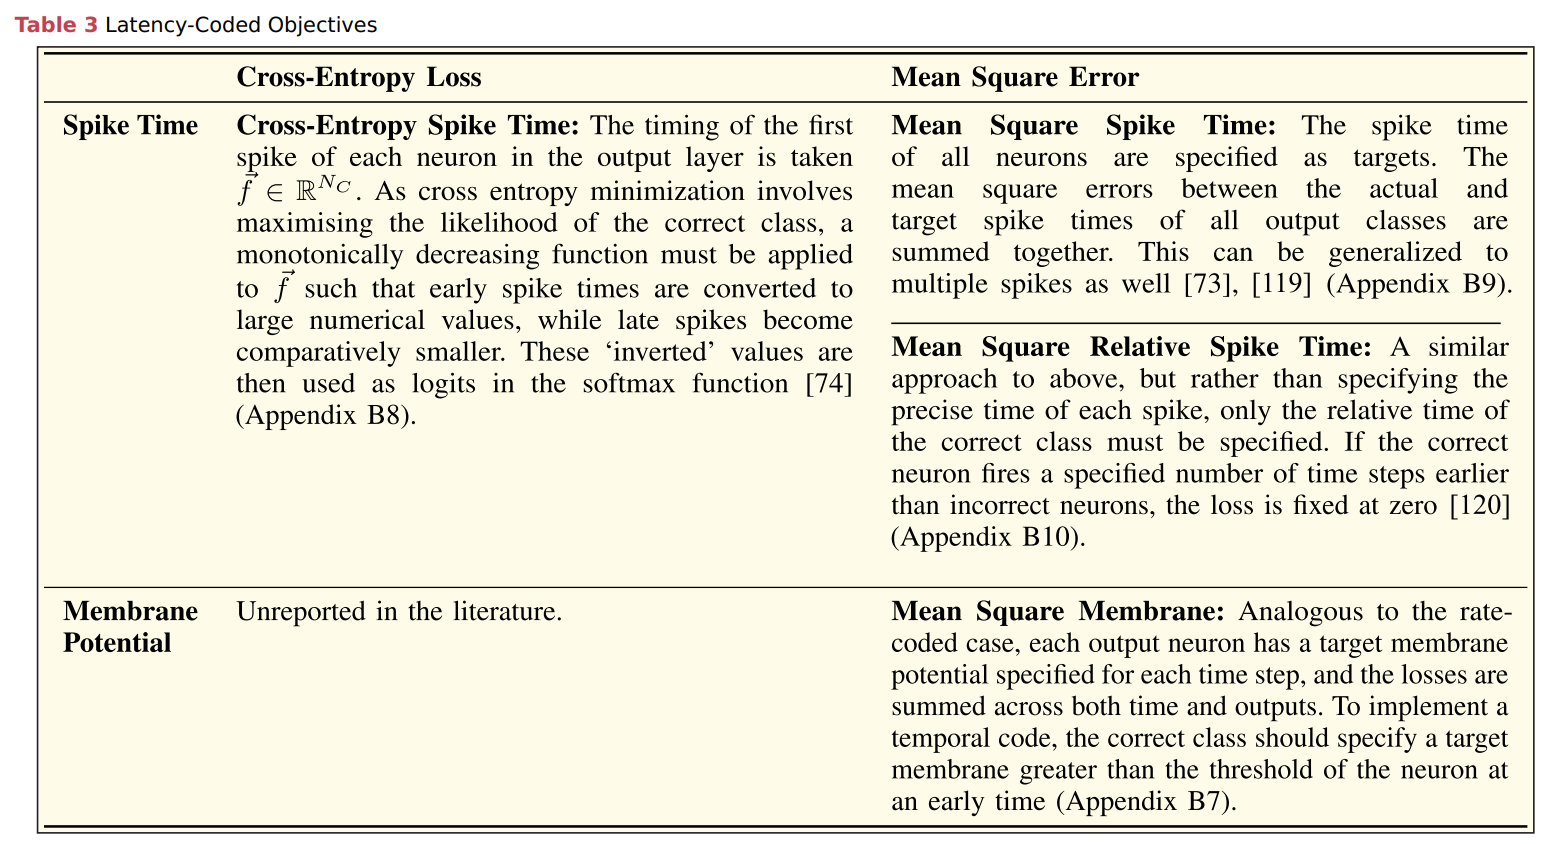 Table 3 Latency-Coded Objectives
Cross-Entropy Loss
Mean Square Error
Spike Time
Cross-Entropy Spike Time: The timing of the first
spike of each neuron in the output layer is taken
f⃗ ∈ ℝ^{N_C}. As cross entropy minimization involves
maximising the likelihood of the correct class, a
monotonically decreasing function must be applied
to f⃗ such that early spike times are converted to
large numerical values, while late spikes become
comparatively smaller. These ‘inverted’ values are
then used as logits in the softmax function [74]
(Appendix B8).
Mean Square Spike Time: The spike time
of all neurons are specified as targets. The
mean square errors between the actual and
target spike times of all output classes are
summed together. This can be generalized to
multiple spikes as well [73], [119] (Appendix B9).
Mean Square Relative Spike Time: A similar
approach to above, but rather than specifying the
precise time of each spike, only the relative time of
the correct class must be specified. If the correct
neuron fires a specified number of time steps earlier
than incorrect neurons, the loss is fixed at zero [120]
(Appendix B10).
Membrane
Potential
Unreported in the literature.
Mean Square Membrane: Analogous to the rate-
coded case, each output neuron has a target membrane
potential specified for each time step, and the losses are
summed across both time and outputs. To implement a
temporal code, the correct class should specify a target
membrane greater than the threshold of the neuron at
an early time (Appendix B7).